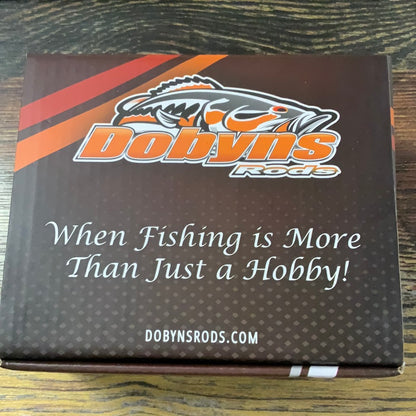 Dobyns
Rods
When Fishing is More
Than Just a Hobby!
DOBYNSRODS.COM